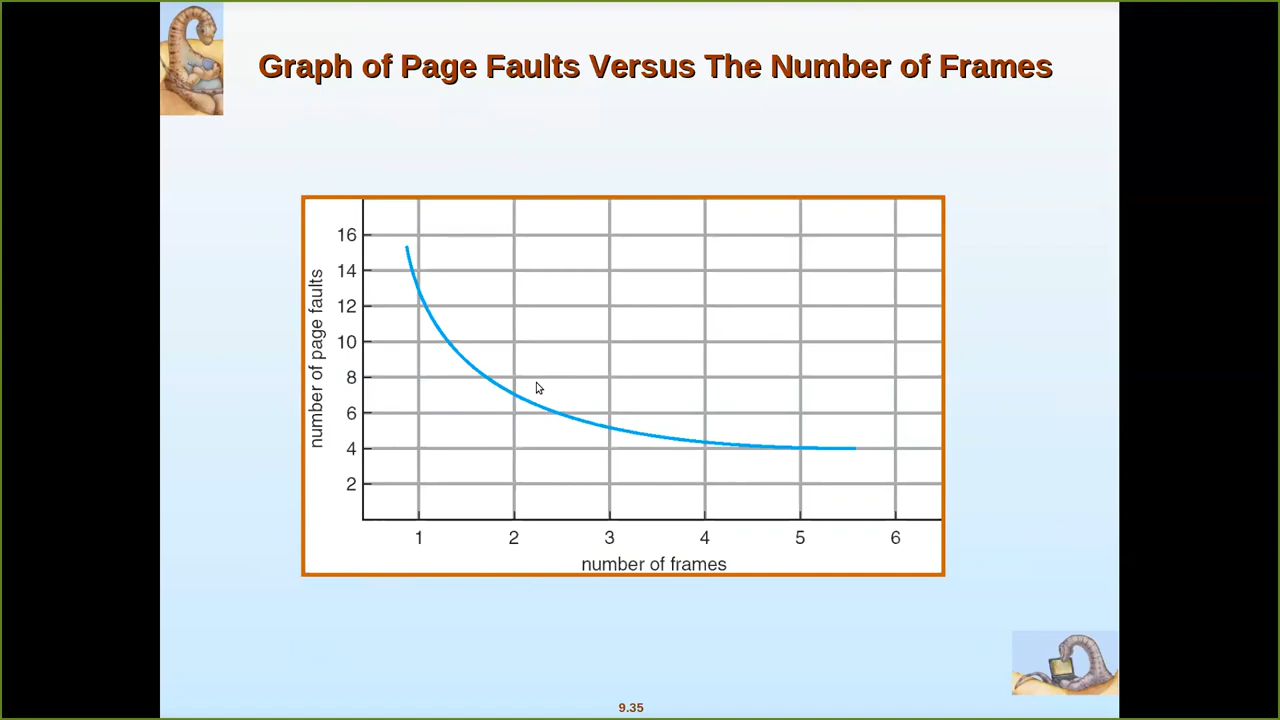 Graph of Page Faults Versus The Number of Frames
number of page faults
16
14
12
10
8
6
4
2
1 2 3 4 5 6
number of frames
9.35